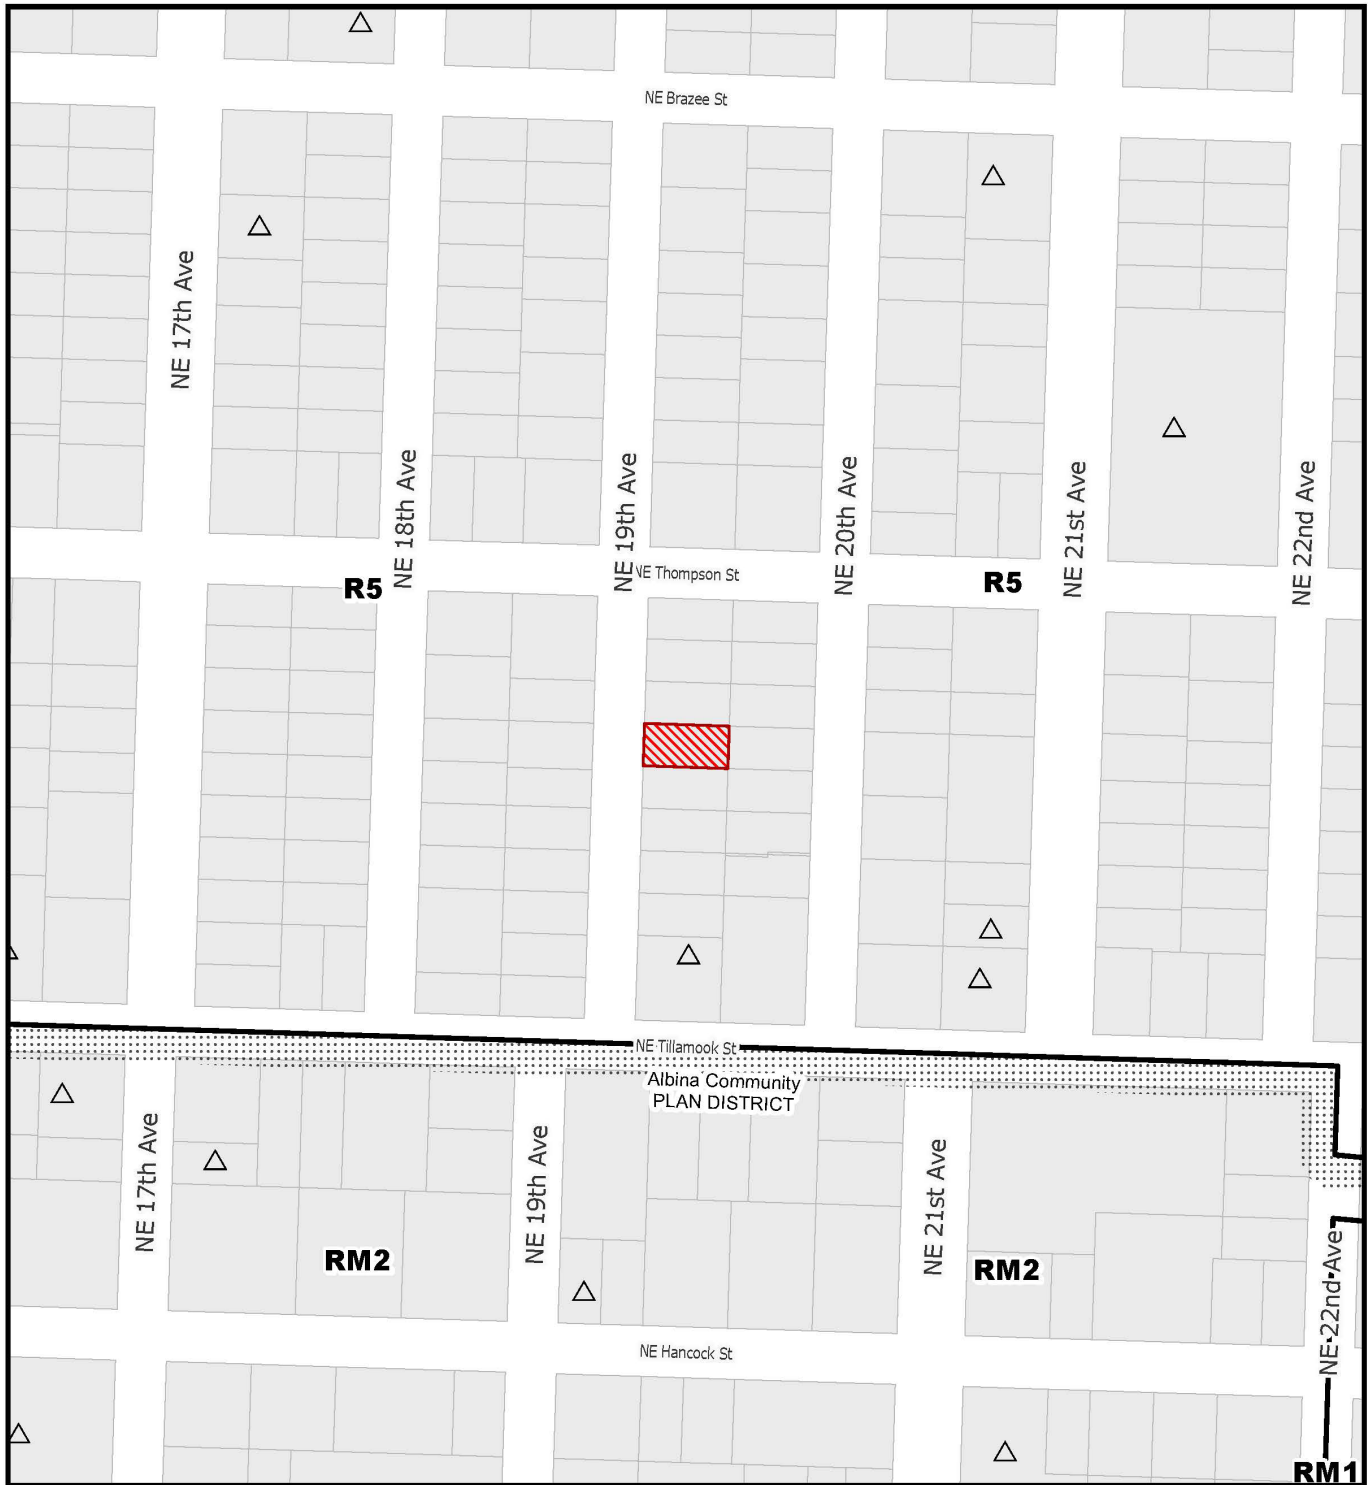 NE Brazee St
NE 17th Ave
NE 18th Ave
NE 19th Ave
NE 20th Ave
NE 21st Ave
NE 22nd Ave
NE Thompson St
R5
R5
NE Tillamook St
Albina Community
PLAN DISTRICT
NE 17th Ave
NE 19th Ave
NE 21st Ave
NE 22nd Ave
RM2
RM2
NE Hancock St
RM1